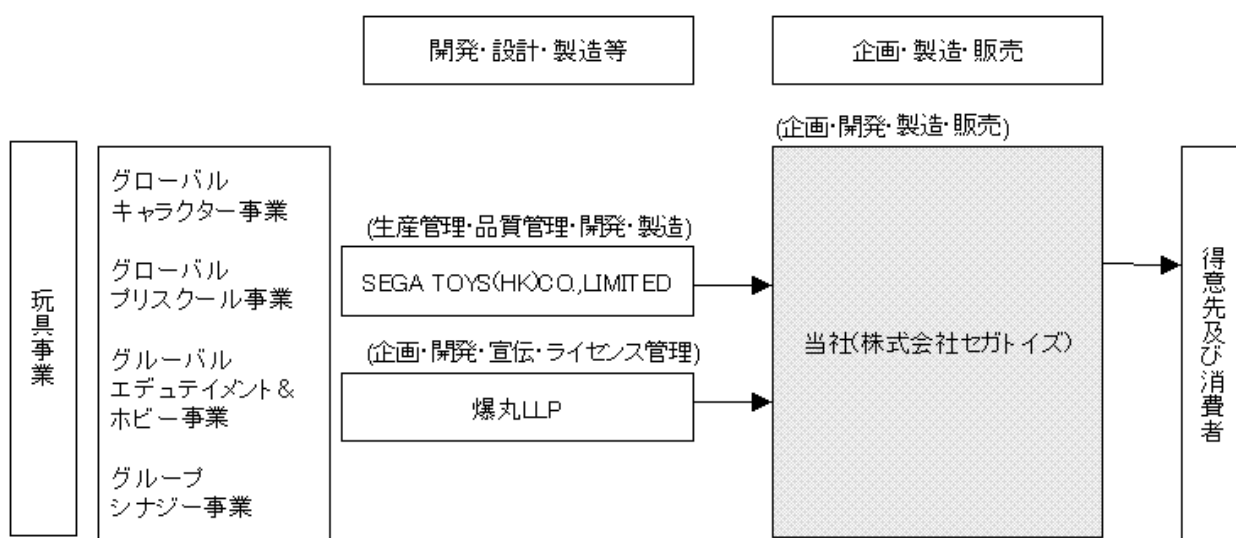 開発・設計・製造等
企画・製造・販売
(企画・開発・製造・販売)
玩具事業
グローバル
キャラクター事業
グローバル
プリスクール事業
グルーバル
エデュテイメント&
ホビー事業
グループ
シナジー事業
(生産管理・品質管理・開発・製造)
SEGA TOYS(HK)CO.,LIMITED
(企画・開発・宣伝・ライセンス管理)
爆丸LLP
当社(株式会社セガトイズ)
得意先及び消費者